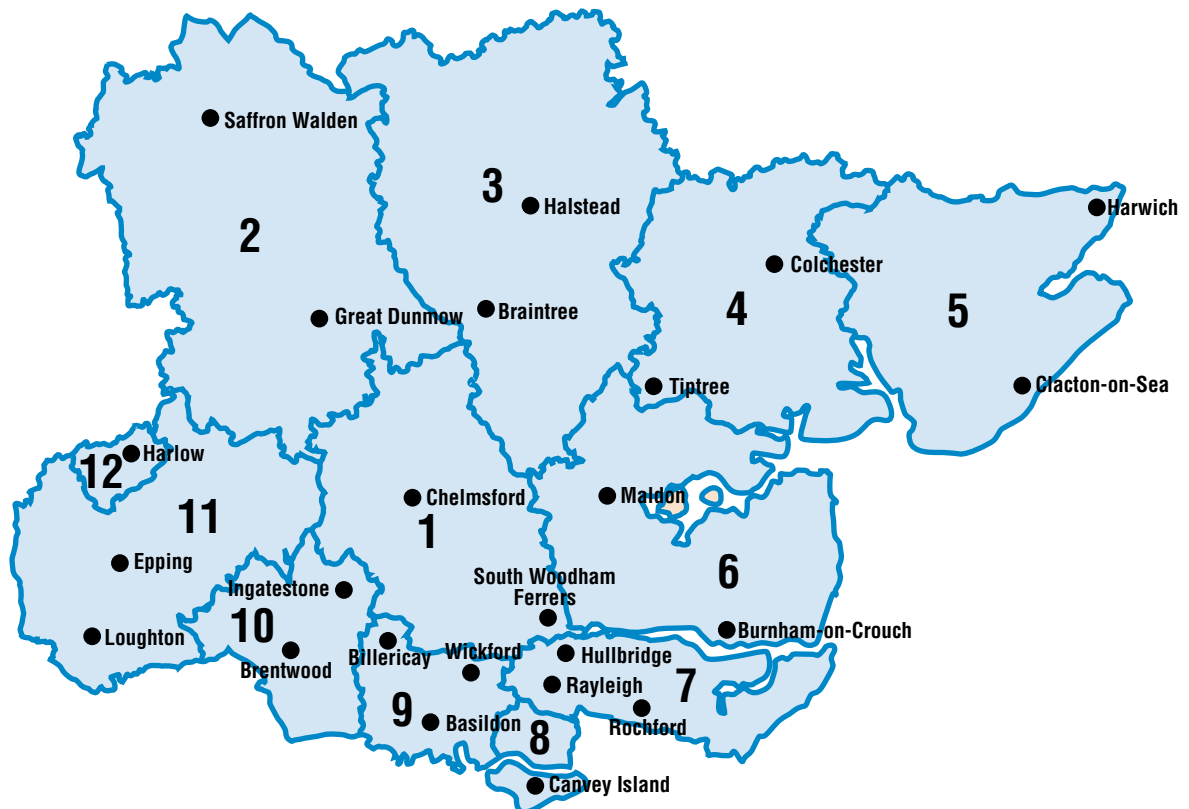 Saffron Walden
3
Halstead
Harwich
2
Colchester
Great Dunmow
Braintree
4
5
Tiptree
Clacton-on-Sea
Harlow
12
Chelmsford
Maldon
11
1
Epping
South Woodham
Ferrers
6
Ingatestone
10
Loughton
Burnham-on-Crouch
Brentwood
Billericay
Wickford
Hullbridge
Rayleigh
7
9
Basildon
Rochford
8
Canvey Island